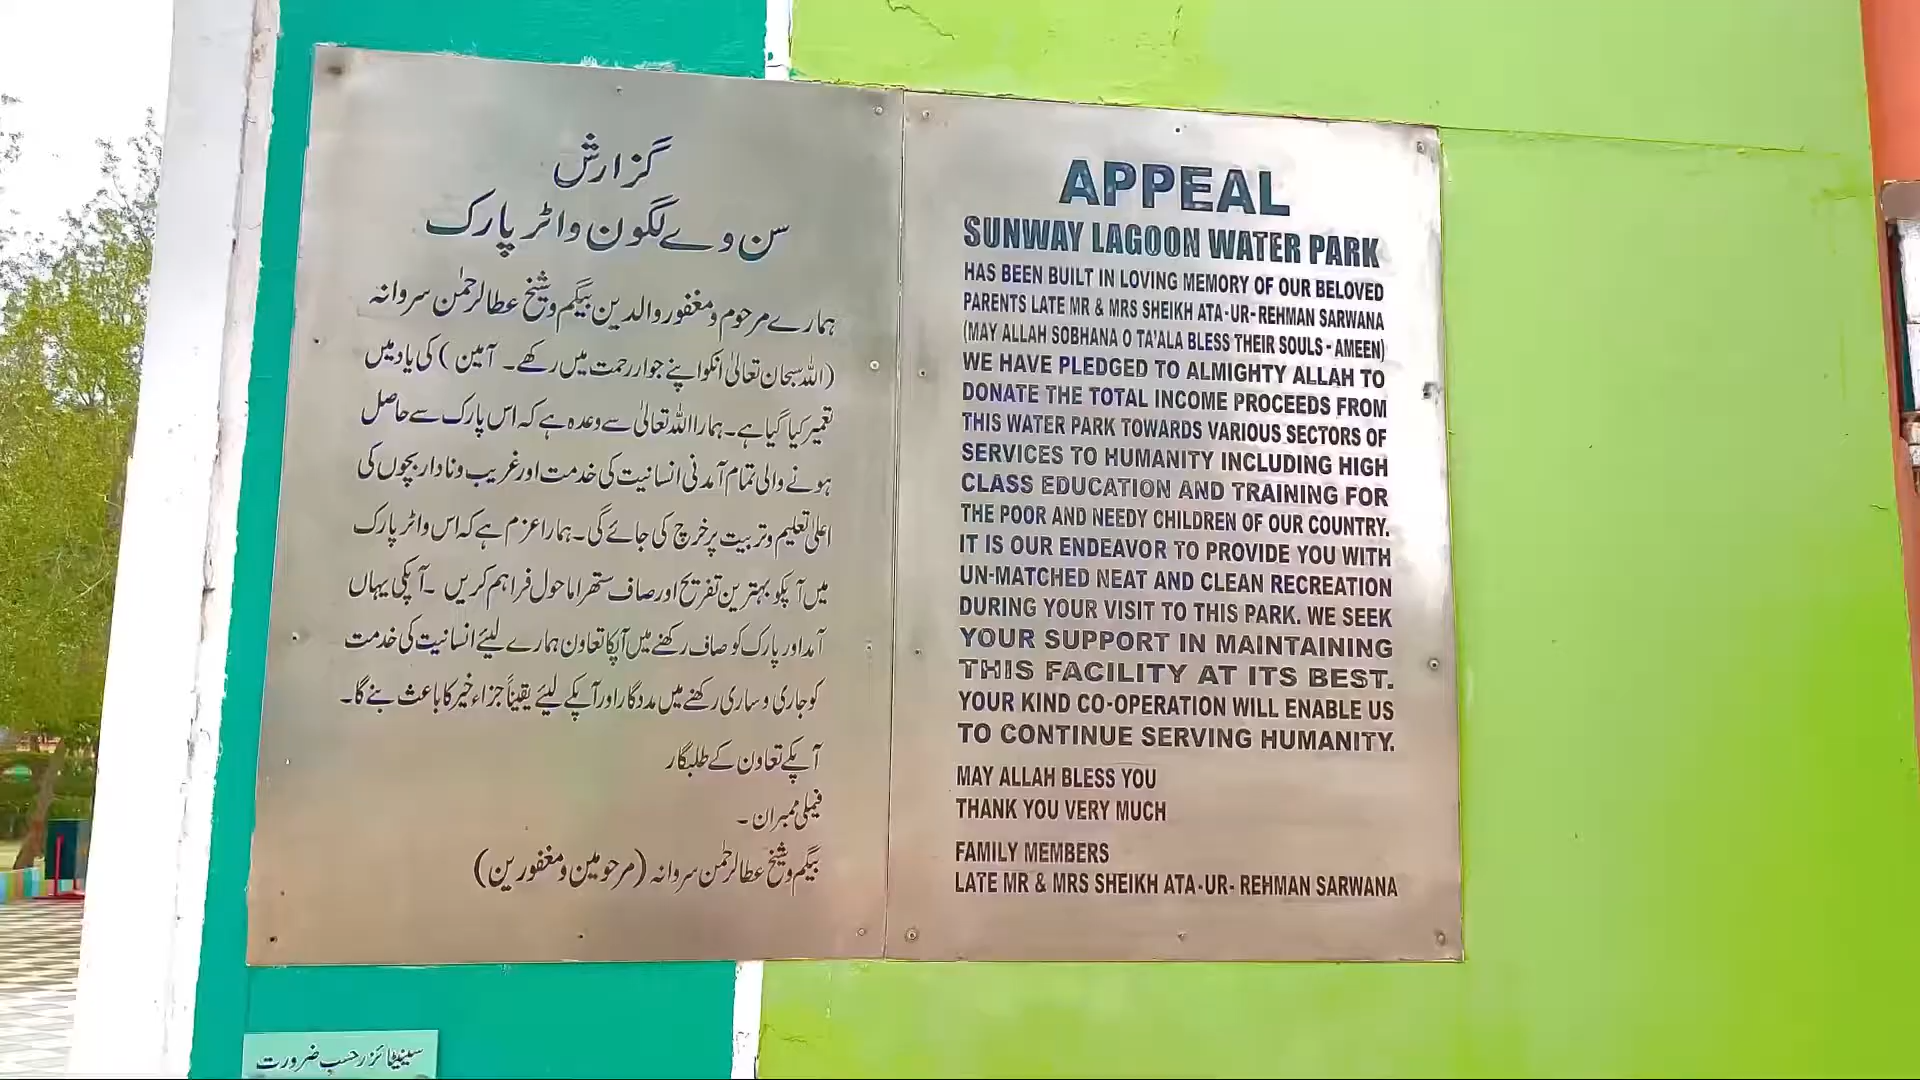 گزارش
سن وے لگون واٹر پارک
ہمارے مرحوم و مغفور والدین بیگم و شیخ عطاالرحمٰن سروانہ
(اللہ سبحان تعالیٰ انکو اپنے جوار رحمت میں رکھے۔ آمین) کی یاد میں
تعمیر کیا گیا ہے۔ ہمارا اللہ تعالیٰ سے وعدہ ہے کہ اس پارک سے حاصل
ہونے والی تمام آمدنی انسانیت کی خدمت اور غریب و نادار بچوں کی
اعلیٰ تعلیم و تربیت پر خرچ کی جائے گی۔ ہمارا عزم ہے کہ اس واٹر پارک
میں آپکو بہترین تفریح اور صاف ستھرا ماحول فراہم کریں ۔ آپکی یہاں
آمد اور پارک کو صاف رکھنے میں آپکا تعاون ہمارے لیئے انسانیت کی خدمت
کو جاری و ساری رکھنے میں مددگار اور آپکے لیئے یقیناً جزاء خیر کا باعث بنے گا۔
آپکے تعاون کے طلبگار
فیملی ممبران ۔
بیگم و شیخ عطاالرحمٰن سروانہ (مرحومین و مغفورین)
APPEAL
SUNWAY LAGOON WATER PARK
HAS BEEN BUILT IN LOVING MEMORY OF OUR BELOVED
PARENTS LATE MR & MRS SHEIKH ATA-UR-REHMAN SARWANA
(MAY ALLAH SOBHANA O TA'ALA BLESS THEIR SOULS - AMEEN)
WE HAVE PLEDGED TO ALMIGHTY ALLAH TO
DONATE THE TOTAL INCOME PROCEEDS FROM
THIS WATER PARK TOWARDS VARIOUS SECTORS OF
SERVICES TO HUMANITY INCLUDING HIGH
CLASS EDUCATION AND TRAINING FOR
THE POOR AND NEEDY CHILDREN OF OUR COUNTRY.
IT IS OUR ENDEAVOR TO PROVIDE YOU WITH
UN-MATCHED NEAT AND CLEAN RECREATION
DURING YOUR VISIT TO THIS PARK. WE SEEK
YOUR SUPPORT IN MAINTAINING
THIS FACILITY AT ITS BEST.
YOUR KIND CO-OPERATION WILL ENABLE US
TO CONTINUE SERVING HUMANITY.
MAY ALLAH BLESS YOU
THANK YOU VERY MUCH
FAMILY MEMBERS
LATE MR & MRS SHEIKH ATA-UR- REHMAN SARWANA
سینیٹائزر حسب ضرورت